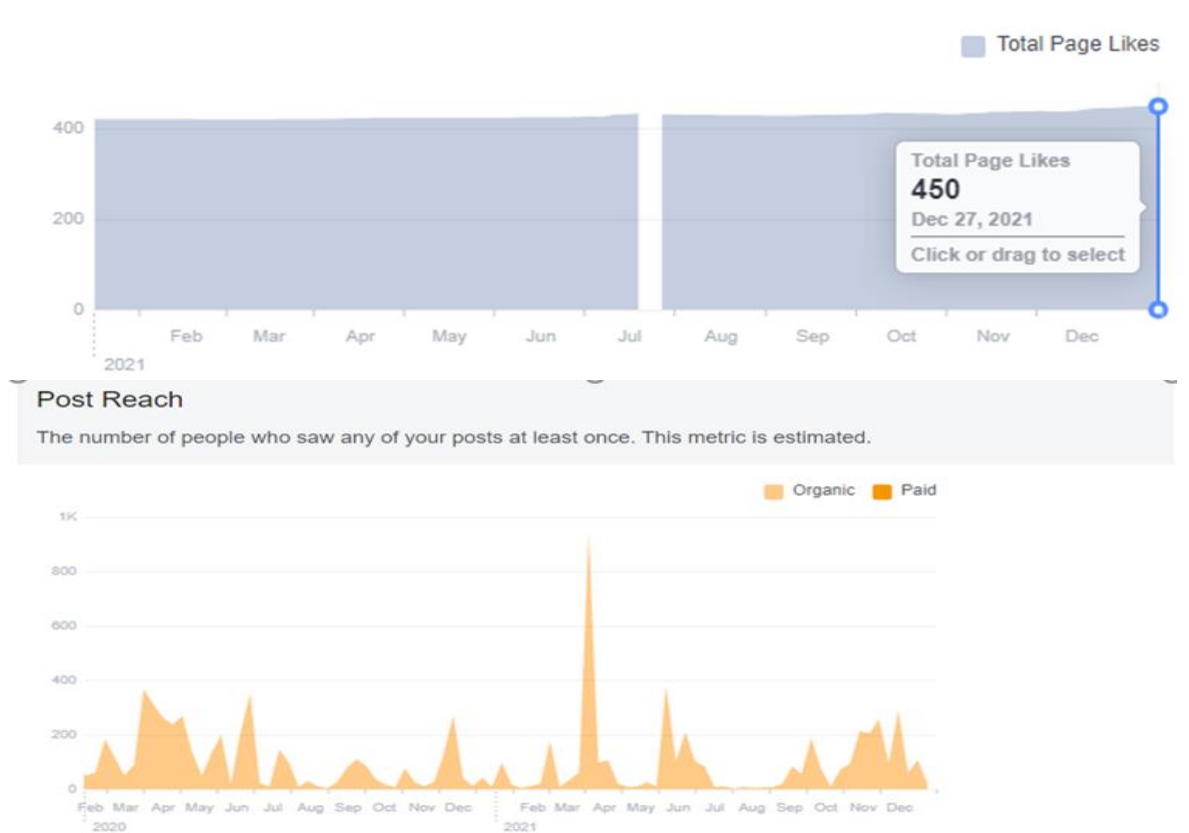 Total Page Likes
400
Total Page Likes
450
Dec 27, 2021
Click or drag to select
200
0
Feb Mar Apr May Jun Jul Aug Sep Oct Nov Dec
2021
Post Reach
The number of people who saw any of your posts at least once. This metric is estimated.
Organic Paid
1K
800
600
400
200
0
Feb Mar Apr May Jun Jul Aug Sep Oct Nov Dec Feb Mar Apr May Jun Jul Aug Sep Oct Nov Dec
2020 2021